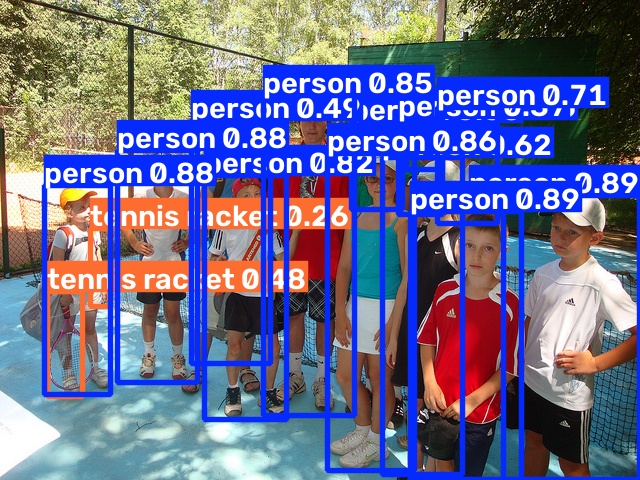 person 0.85
person 0.49
person 0.71
person 0.88
person 0.86
0.62
person 0.82
person 0.88
0.89
person 0.89
tennis racket 0.26
tennis racket 0.48
adidas